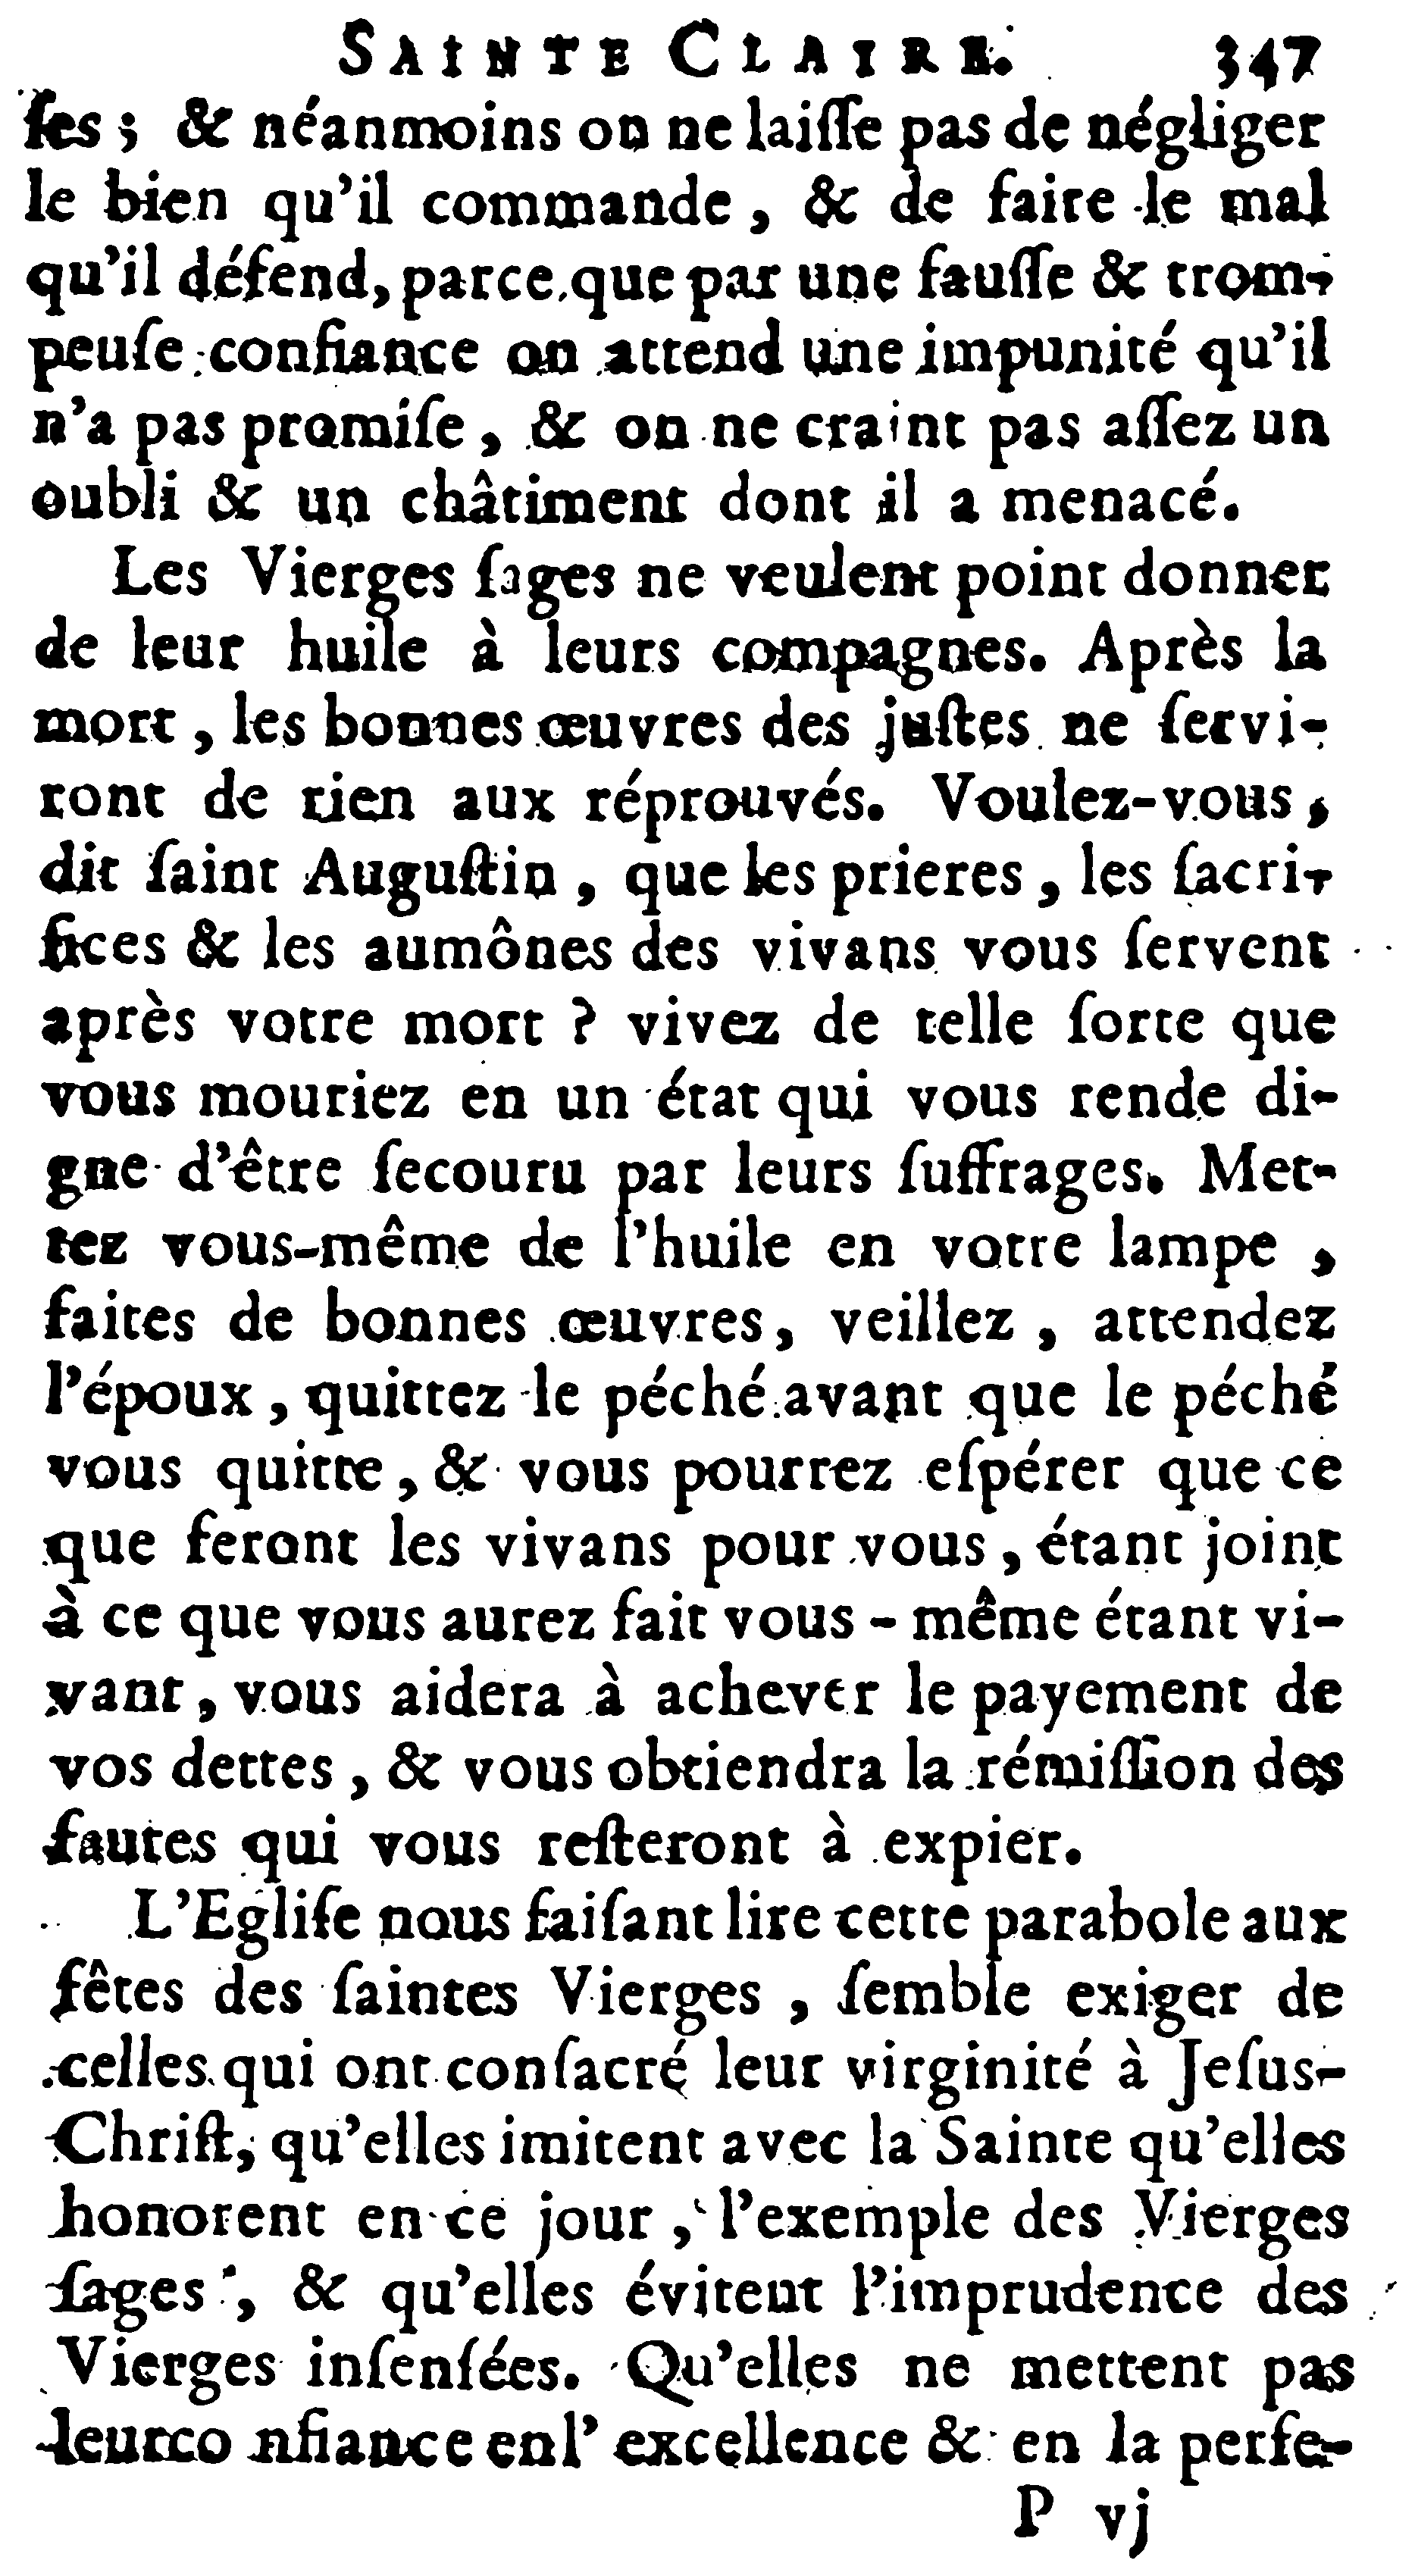 SAINTE CLAIRE. 347
ſes ; & néanmoins on ne laiſſe pas de négliger
le bien qu'il commande, & de faire le mal
qu'il défend, parce que par une fauſſe & trom-
peuſe confiance on attend une impunité qu'il
n'a pas promiſe, & on ne craint pas aſſez un
oubli & un châtiment dont il a menacé.
Les Vierges ſages ne veulent point donner
de leur huile à leurs compagnes. Après la
mort, les bonnes œuvres des juſtes ne ſervi-
ront de rien aux réprouvés. Voulez-vous,
dit ſaint Auguſtin, que les prieres, les ſacri-
fices & les aumônes des vivans vous ſervent
après votre mort ? vivez de telle ſorte que
vous mouriez en un état qui vous rende di-
gne d'être ſecouru par leurs ſuffrages. Met-
tez vous-même de l'huile en votre lampe,
faites de bonnes œuvres, veillez, attendez
l'époux, quittez le péché avant que le péché
vous quitte, & vous pourrez eſpérer que ce
que feront les vivans pour vous, étant joint
à ce que vous aurez fait vous-même étant vi-
vant, vous aidera à achever le payement de
vos dettes, & vous obtiendra la rémiſſion des
fautes qui vous reſteront à expier.
L'Egliſe nous faiſant lire cette parabole aux
fêtes des ſaintes Vierges, ſemble exiger de
celles qui ont conſacré leur virginité à Jeſus-
Chriſt, qu'elles imitent avec la Sainte qu'elles
honorent en ce jour, l'exemple des Vierges
ſages, & qu'elles évitent l'imprudence des
Vierges inſenſées. Qu'elles ne mettent pas
leurco nfiance enl' excellence & en la perfe-
P vj